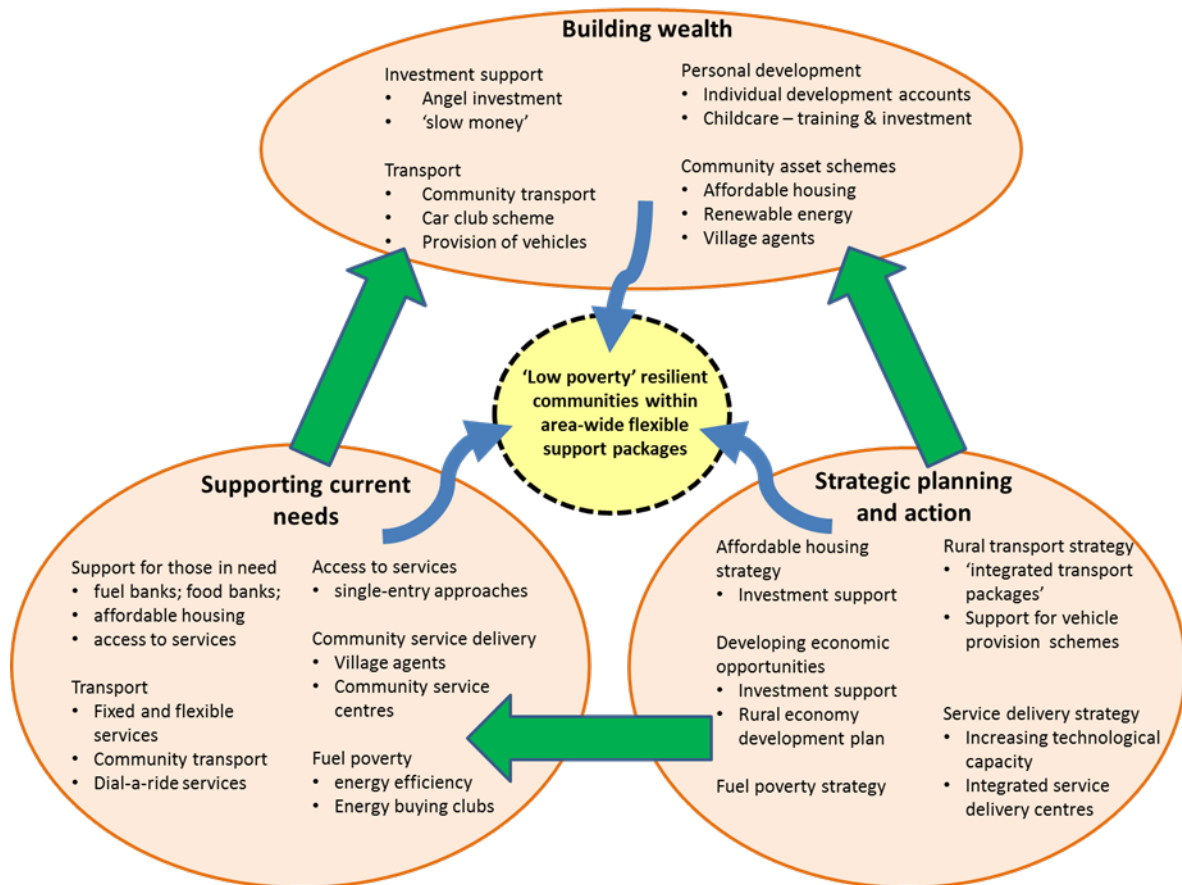 Building wealth
Investment support
• Angel investment
• ‘slow money’
Transport
• Community transport
• Car club scheme
• Provision of vehicles
Personal development
• Individual development accounts
• Childcare – training & investment
Community asset schemes
• Affordable housing
• Renewable energy
• Village agents
‘Low poverty’ resilient
communities within
area-wide flexible
support packages
Supporting current
needs
Support for those in need
• fuel banks; food banks;
• affordable housing
• access to services
Transport
• Fixed and flexible
services
• Community transport
• Dial-a-ride services
Access to services
• single-entry approaches
Community service delivery
• Village agents
• Community service
centres
Fuel poverty
• energy efficiency
• Energy buying clubs
Strategic planning
and action
Affordable housing
strategy
• Investment support
Developing economic
opportunities
• Investment support
• Rural economy
development plan
Fuel poverty strategy
Rural transport strategy
• ‘integrated transport
packages’
• Support for vehicle
provision schemes
Service delivery strategy
• Increasing technological
capacity
• Integrated service
delivery centres